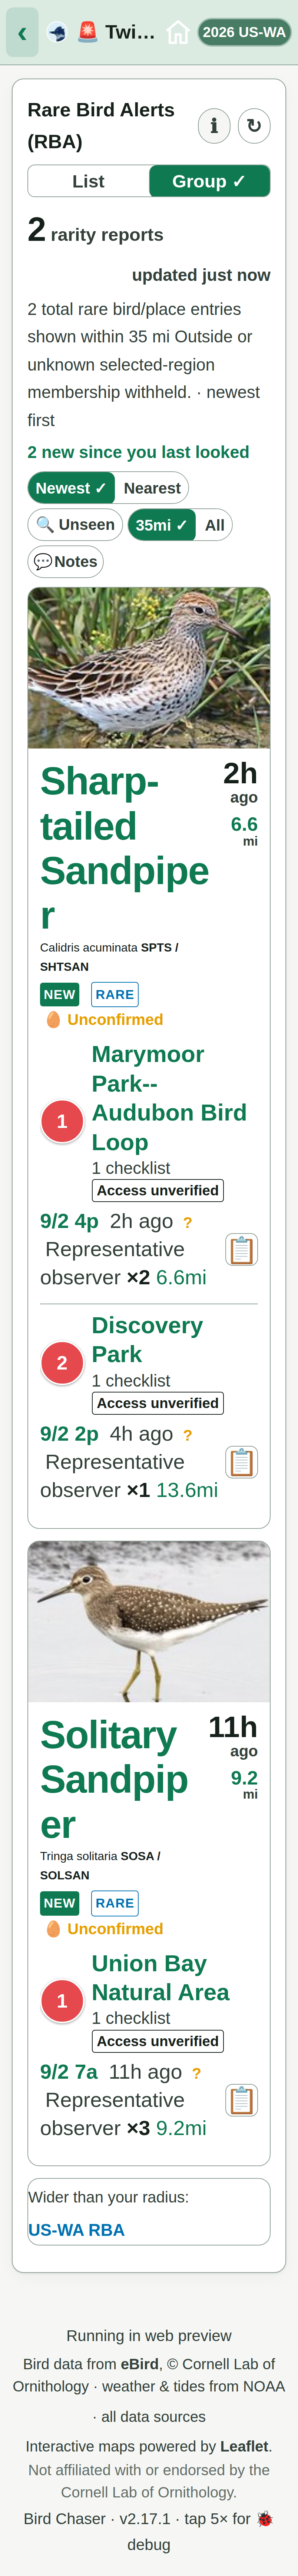 ‹ 🚨 Twi… 2026 US-WA
Rare Bird Alerts
(RBA)
ℹ ↻
List Group ✓
2 rarity reports
updated just now
2 total rare bird/place entries
shown within 35 mi Outside or
unknown selected-region
membership withheld. · newest
first
2 new since you last looked
Newest ✓ Nearest
🔍 Unseen 35mi ✓ All
💬Notes
Sharp-
tailed
Sandpipe
r
2h
ago
6.6
mi
Calidris acuminata SPTS /
SHTSAN
NEW RARE
🥚 Unconfirmed
1
Marymoor
Park--
Audubon Bird
Loop
1 checklist
Access unverified
9/2 4p 2h ago ?
Representative
observer ×2 6.6mi
📋
2
Discovery
Park
1 checklist
Access unverified
9/2 2p 4h ago ?
Representative
observer ×1 13.6mi
📋
Solitary
Sandpip
er
11h
ago
9.2
mi
Tringa solitaria SOSA /
SOLSAN
NEW RARE
🥚 Unconfirmed
1
Union Bay
Natural Area
1 checklist
Access unverified
9/2 7a 11h ago ?
Representative
observer ×3 9.2mi
📋
Wider than your radius:
US-WA RBA
Running in web preview
Bird data from eBird, © Cornell Lab of
Ornithology · weather & tides from NOAA
· all data sources
Interactive maps powered by Leaflet.
Not affiliated with or endorsed by the
Cornell Lab of Ornithology.
Bird Chaser · v2.17.1 · tap 5× for 🐞
debug